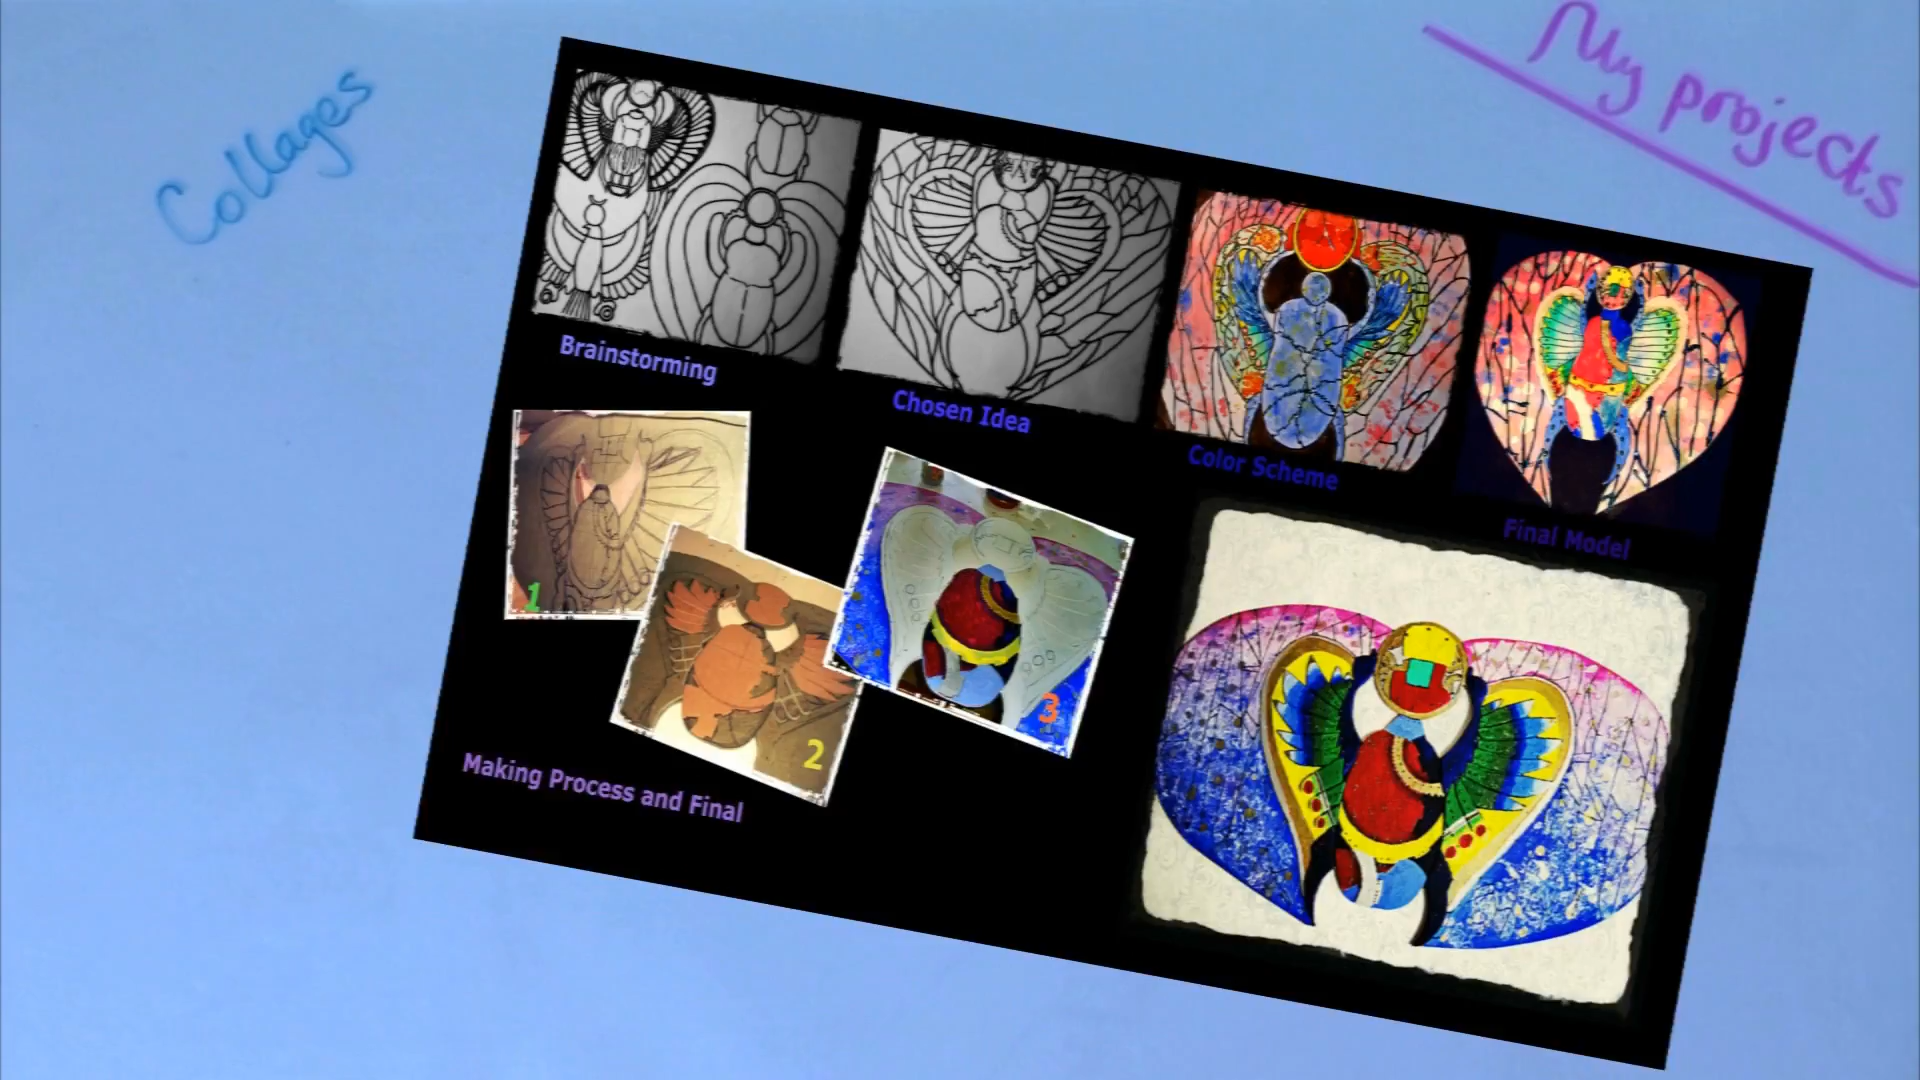 Collages
My projects
Brainstorming
Chosen Idea
Color Scheme
Final Model
1
2
3
Making Process and Final